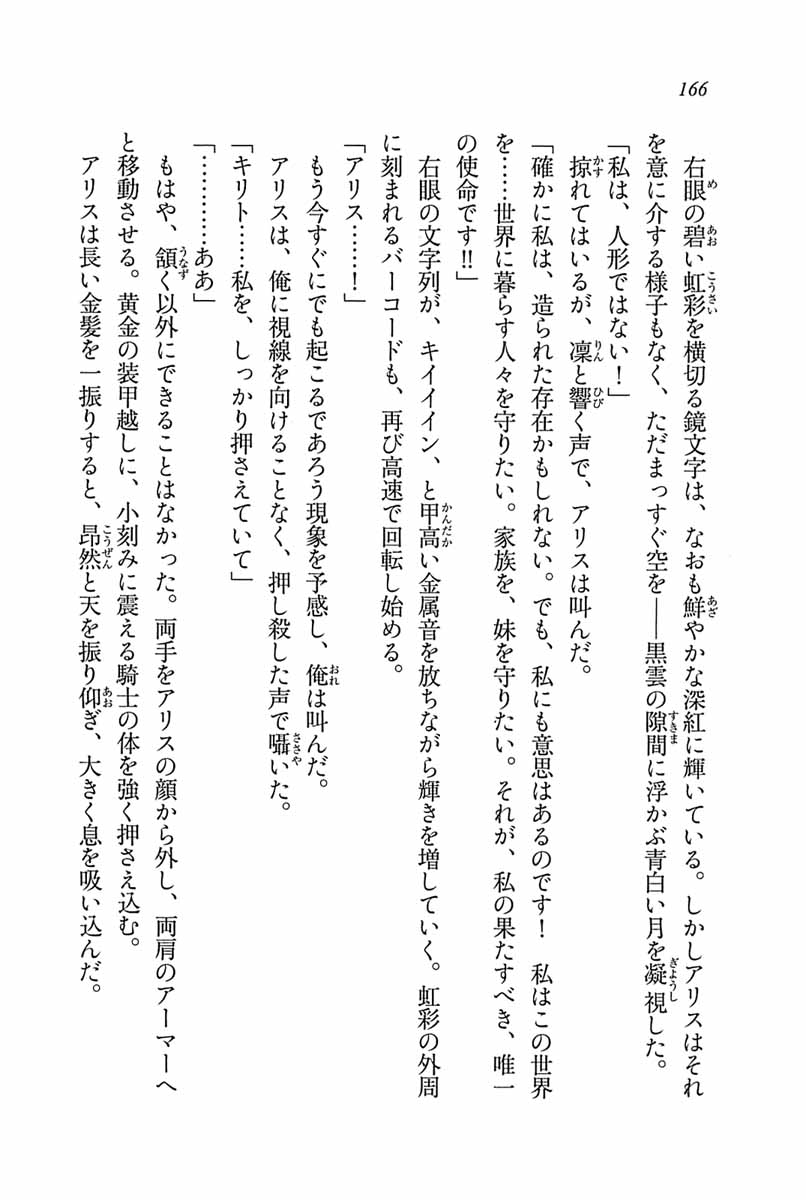 166
右眼の碧い虹彩を横切る鏡文字は、なおも鮮やかな深紅に輝いている。しかしアリスはそれ
を意に介する様子もなく、ただまっすぐ空を――黒雲の隙間に浮かぶ青白い月を凝視した。
「私は、人形ではない！」
掠れてはいるが、凜と響く声で、アリスは叫んだ。
「確かに私は、造られた存在かもしれない。でも、私にも意思はあるのです！　私はこの世界
を……世界に暮らす人々を守りたい。家族を、妹を守りたい。それが、私の果たすべき、唯一
の使命です!!」
右眼の文字列が、キイイイン、と甲高い金属音を放ちながら輝きを増していく。虹彩の外周
に刻まれるバーコードも、再び高速で回転し始める。
「アリス……！」
もう今すぐにでも起こるであろう現象を予感し、俺は叫んだ。
アリスは、俺に視線を向けることなく、押し殺した声で囁いた。
「キリト……私を、しっかり押さえていて」
「…………ああ」
もはや、頷く以外にできることはなかった。両手をアリスの顔から外し、両肩のアーマーへ
と移動させる。黄金の装甲越しに、小刻みに震える騎士の体を強く押さえ込む。
アリスは長い金髪を一振りすると、昂然と天を振り仰ぎ、大きく息を吸い込んだ。